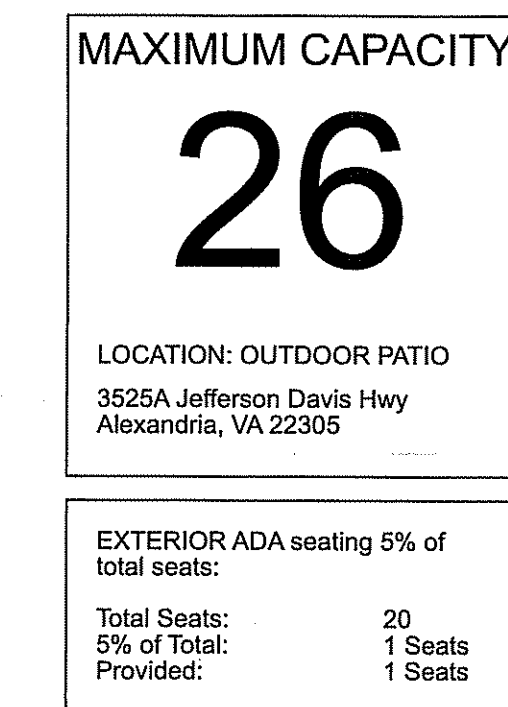 MAXIMUM CAPACITY
26
LOCATION: OUTDOOR PATIO
3525A Jefferson Davis Hwy
Alexandria, VA 22305
EXTERIOR ADA seating 5% of
total seats:
Total Seats: 20
5% of Total: 1 Seats
Provided: 1 Seats